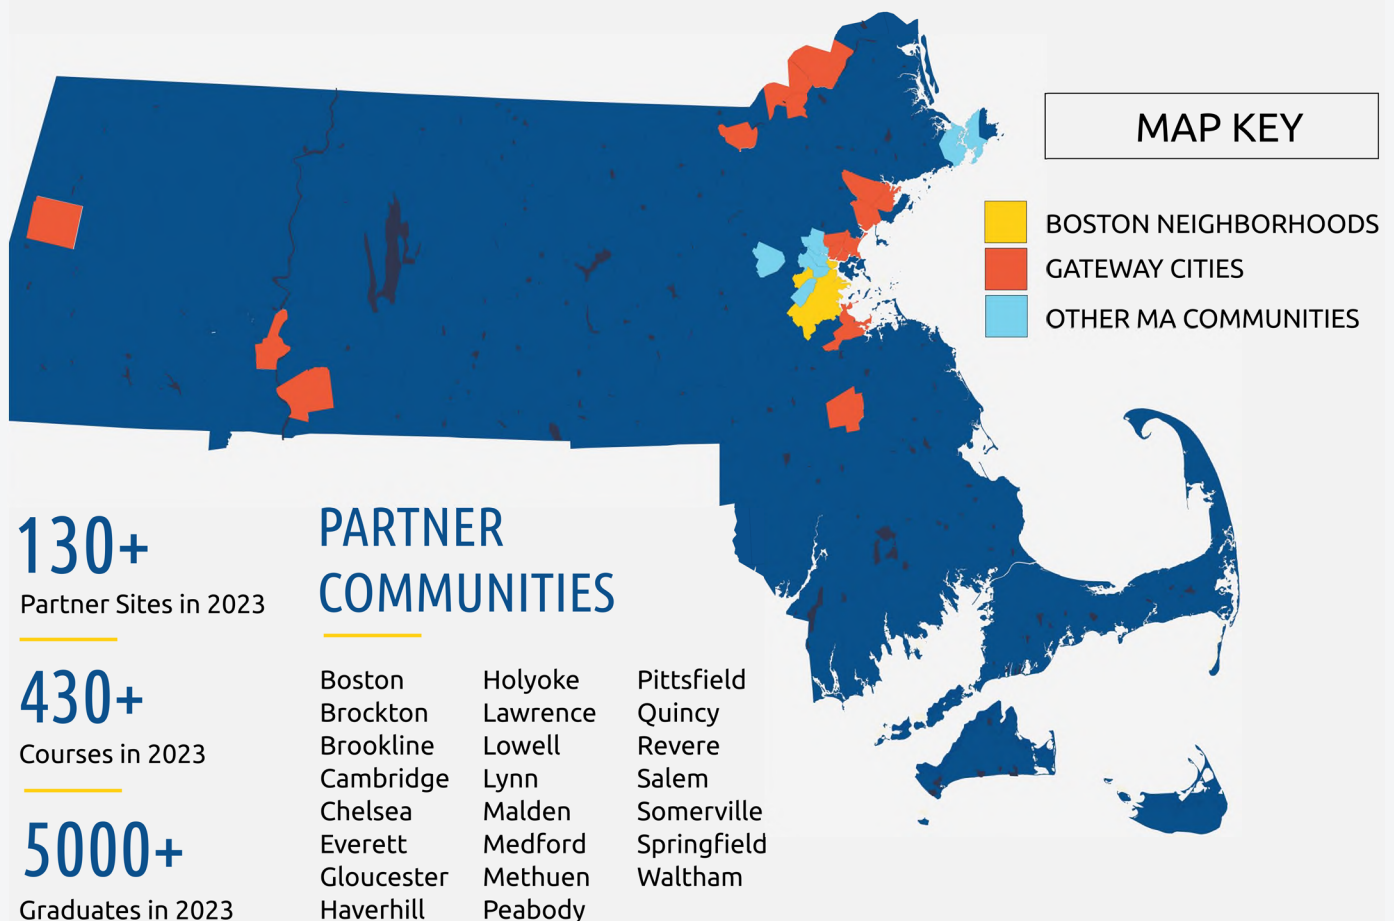 MAP KEY
BOSTON NEIGHBORHOODS
GATEWAY CITIES
OTHER MA COMMUNITIES
130+
Partner Sites in 2023
430+
Courses in 2023
5000+
Graduates in 2023
PARTNER
COMMUNITIES
Boston
Brockton
Brookline
Cambridge
Chelsea
Everett
Gloucester
Haverhill
Holyoke
Lawrence
Lowell
Lynn
Malden
Medford
Methuen
Peabody
Pittsfield
Quincy
Revere
Salem
Somerville
Springfield
Waltham